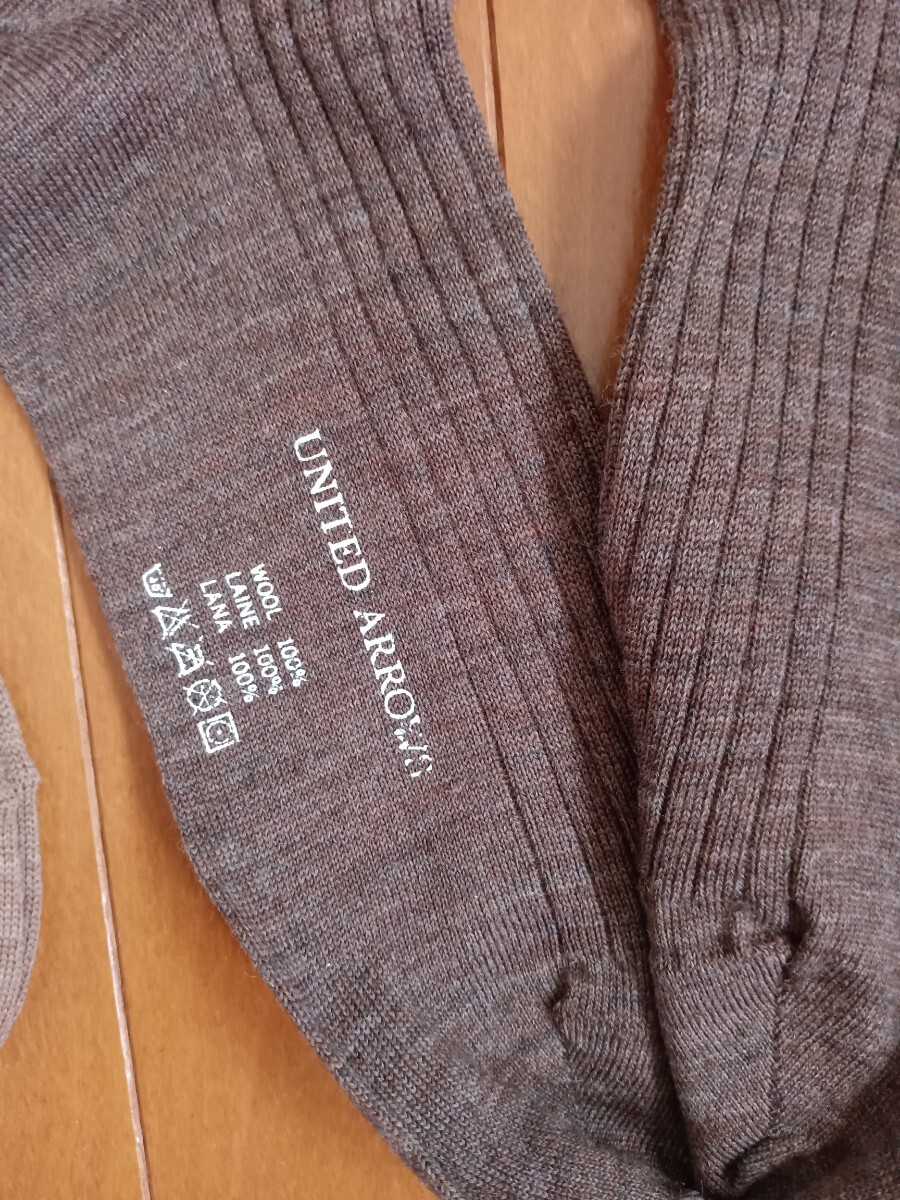 UNITED ARROWS
WOOL 100%
LAINE 100%
LANA 100%